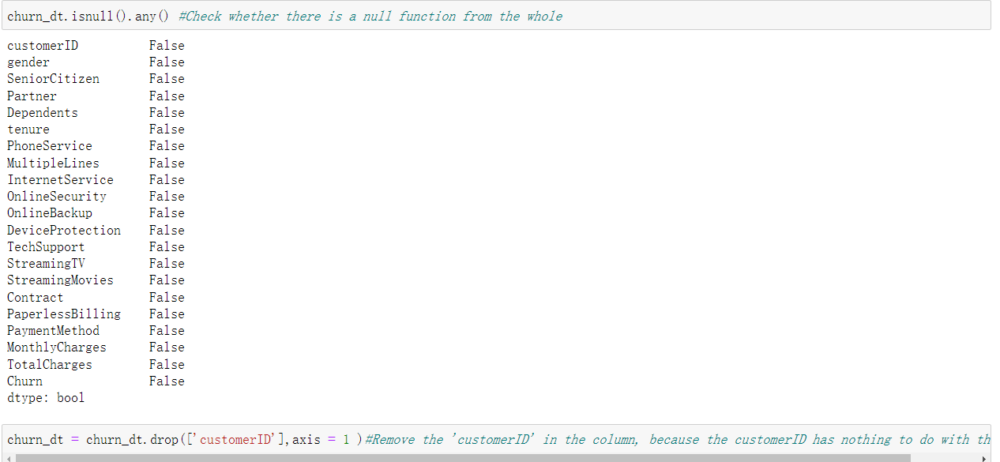 churn_dt.isnull().any() #Check whether there is a null function from the whole
customerID False
gender False
SeniorCitizen False
Partner False
Dependents False
tenure False
PhoneService False
MultipleLines False
InternetService False
OnlineSecurity False
OnlineBackup False
DeviceProtection False
TechSupport False
StreamingTV False
StreamingMovies False
Contract False
PaperlessBilling False
PaymentMethod False
MonthlyCharges False
TotalCharges False
Churn False
dtype: bool
churn_dt = churn_dt.drop(['customerID'],axis = 1 )#Remove the 'customerID' in the column, because the customerID has nothing to do with th